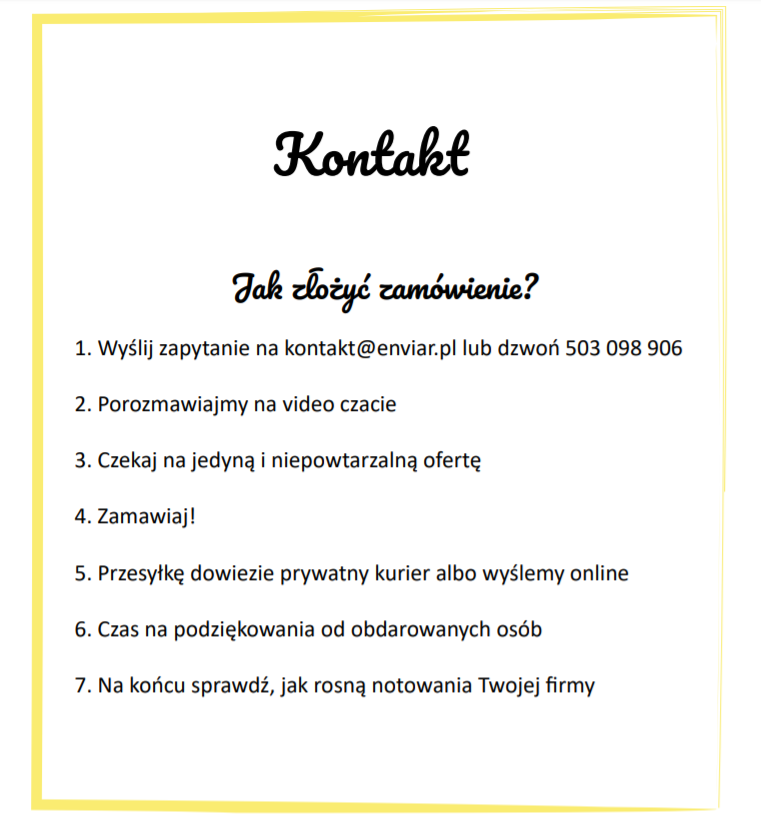 Kontakt
Jak złożyć zamówienie?
1. Wyślij zapytanie na kontakt@enviar.pl lub dzwoń 503 098 906
2. Porozmawiajmy na video czacie
3. Czekaj na jedyną i niepowtarzalną ofertę
4. Zamawiaj!
5. Przesyłkę dowiezie prywatny kurier albo wyślemy online
6. Czas na podziękowania od obdarowanych osób
7. Na końcu sprawdź, jak rosną notowania Twojej firmy